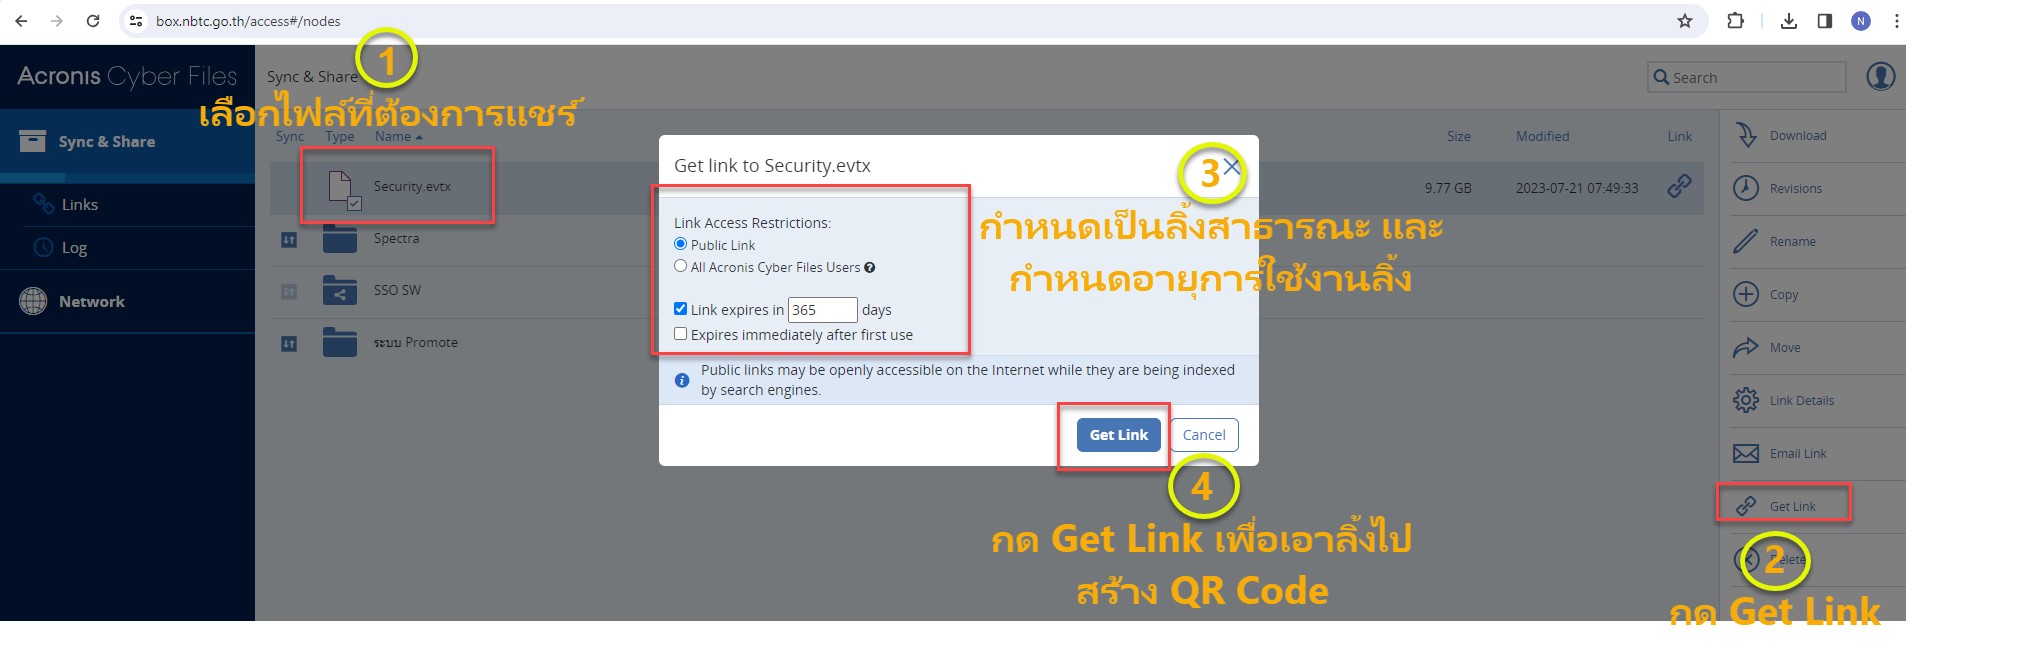 box.nbtc.go.th/access#/nodes
N
Acronis Cyber Files
Sync & Share
1
Search
เลือกไฟล์ที่ต้องการแชร์
Sync & Share
Links
Log
Network
Sync Type Name Size Modified Link
Security.evtx 9.77 GB 2023-07-21 07:49:33
Spectra
SSO SW
ระบบ Promote
Get link to Security.evtx
3
Link Access Restrictions:
Public Link
All Acronis Cyber Files Users ?
Link expires in 365 days
Expires immediately after first use
กำหนดเป็นลิ้งสาธารณะ และ
กำหนดอายุการใช้งานลิ้ง
i Public links may be openly accessible on the Internet while they are being indexed
by search engines.
Get Link Cancel
4
กด Get Link เพื่อเอาลิ้งไป
สร้าง QR Code
Download
Revisions
Rename
Copy
Move
Link Details
Email Link
Get Link
2
Delete
กด Get Link